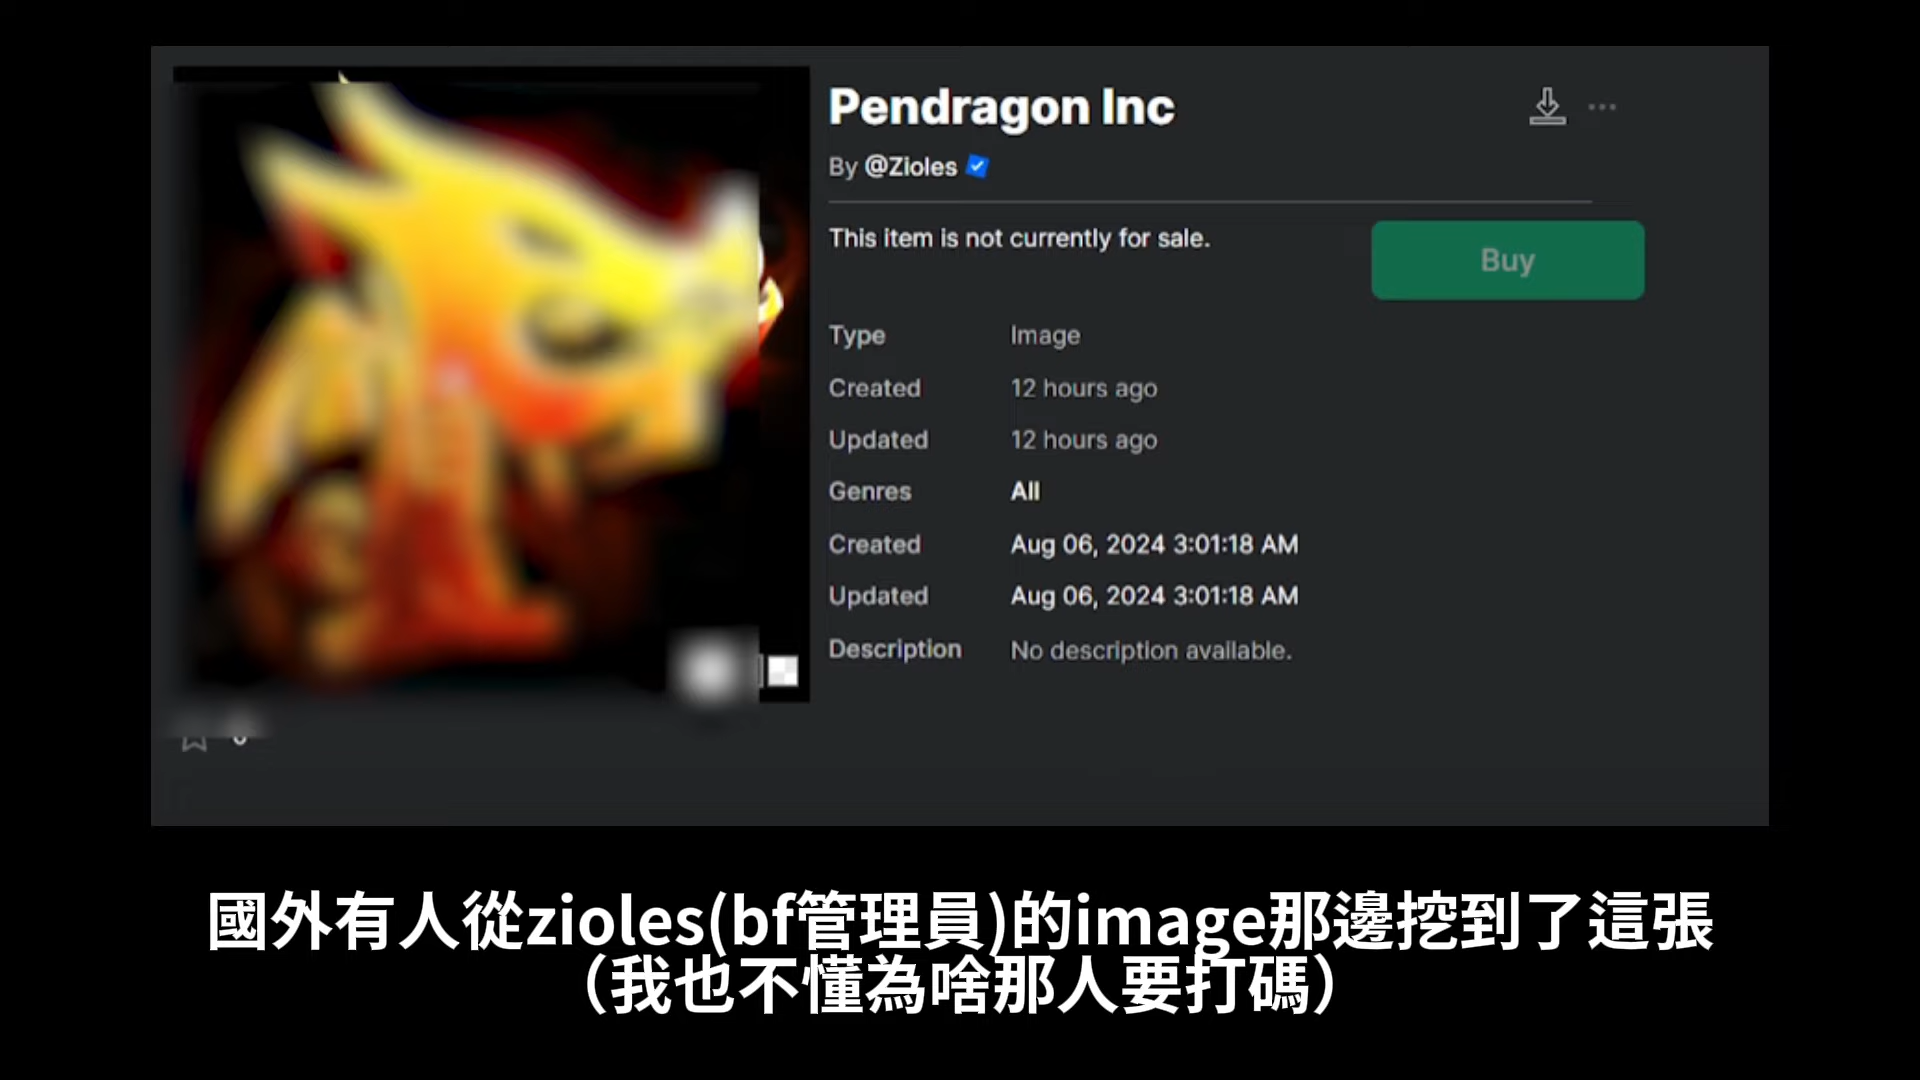 Pendragon Inc
By @Zioles
This item is not currently for sale.
Buy
Type Image
Created 12 hours ago
Updated 12 hours ago
Genres All
Created Aug 06, 2024 3:01:18 AM
Updated Aug 06, 2024 3:01:18 AM
Description No description available.
國外有人從zioles(bf管理員)的image那邊挖到了這張
（我也不懂為啥那人要打碼）